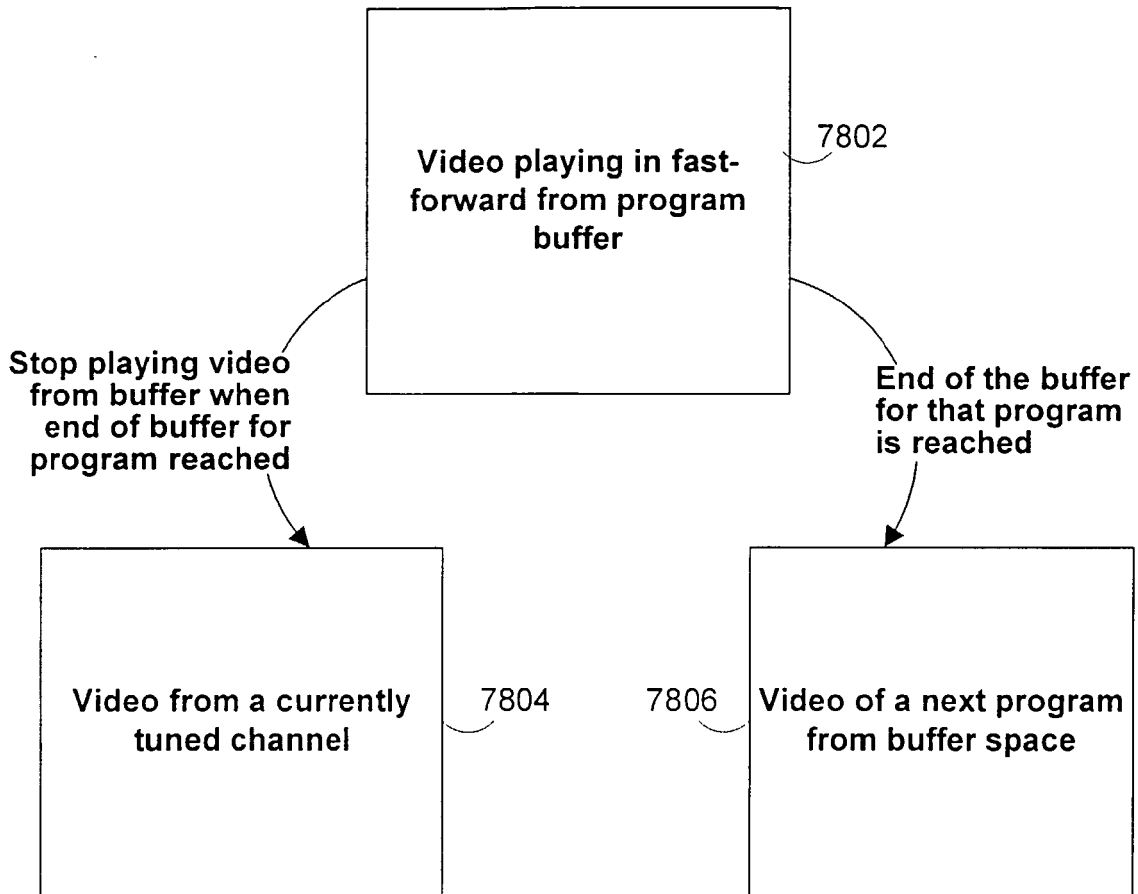 Video playing in fast-
forward from program
buffer
7802
Stop playing video
from buffer when
end of buffer for
program reached
End of the buffer
for that program
is reached
Video from a currently
tuned channel
7804
7806
Video of a next program
from buffer space